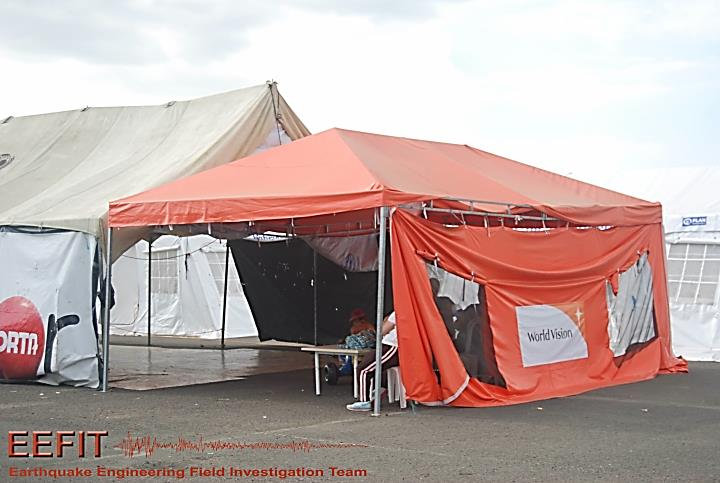 PLAN
World Vision
ORTA
EEFIT
Earthquake Engineering Field Investigation Team